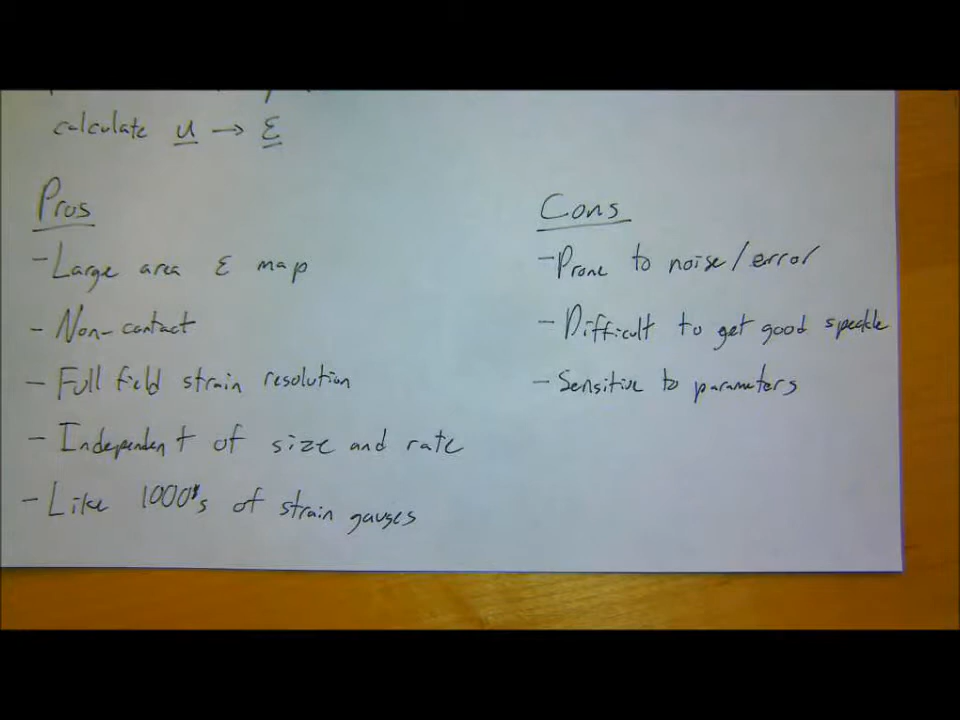 calculate u → ε
Pros
- Large area ε map
- Non-contact
- Full field strain resolution
- Independent of size and rate
- Like 1000's of strain gauges
Cons
- Prone to noise/error
- Difficult to get good speckle
- Sensitive to parameters